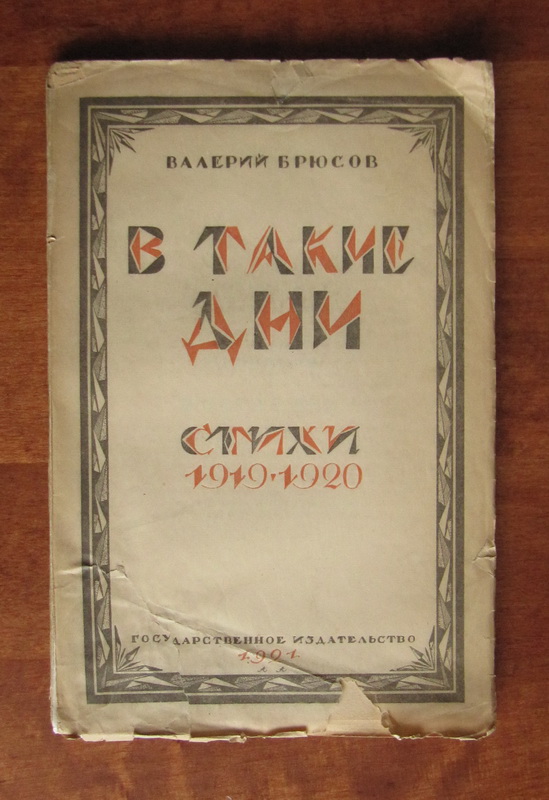 ВАЛЕРИЙ БРЮСОВ
В ТАКИЕ
ДНИ
СТИХИ
1919·1920
ГОСУДАРСТВЕННОЕ ИЗДАТЕЛЬСТВО
1921